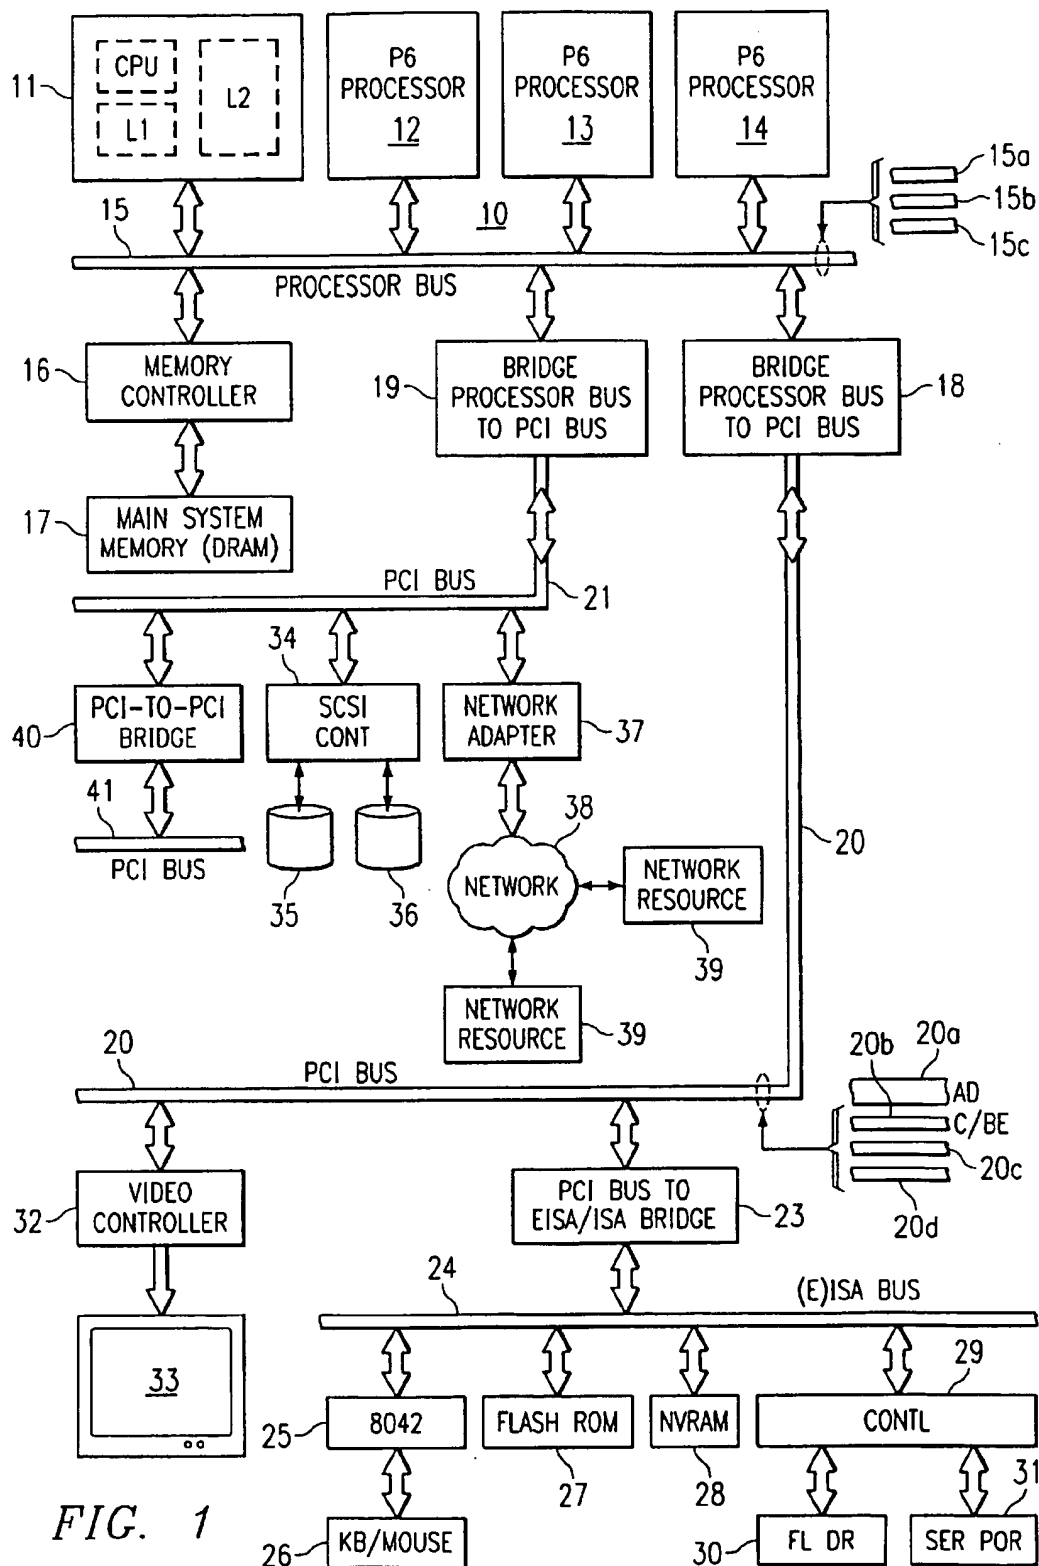 CPU
L1
L2
11
P6
PROCESSOR
12
P6
PROCESSOR
13
P6
PROCESSOR
14
15a
15b
15c
15
10
PROCESSOR BUS
16
MEMORY
CONTROLLER
19
BRIDGE
PROCESSOR BUS
TO PCI BUS
BRIDGE
PROCESSOR BUS
TO PCI BUS
18
17
MAIN SYSTEM
MEMORY (DRAM)
PCI BUS
21
34
40
PCI-TO-PCI
BRIDGE
SCSI
CONT
NETWORK
ADAPTER
37
41
PCI BUS
35
36
38
NETWORK
NETWORK
RESOURCE
39
20
NETWORK
RESOURCE
39
20
PCI BUS
20b
20a
AD
C/BE
20c
20d
32
VIDEO
CONTROLLER
PCI BUS TO
EISA/ISA BRIDGE
23
24
(E)ISA BUS
33
25
8042
FLASH ROM
27
NVRAM
28
29
CONTL
26
KB/MOUSE
30
FL DR
31
SER POR
FIG. 1